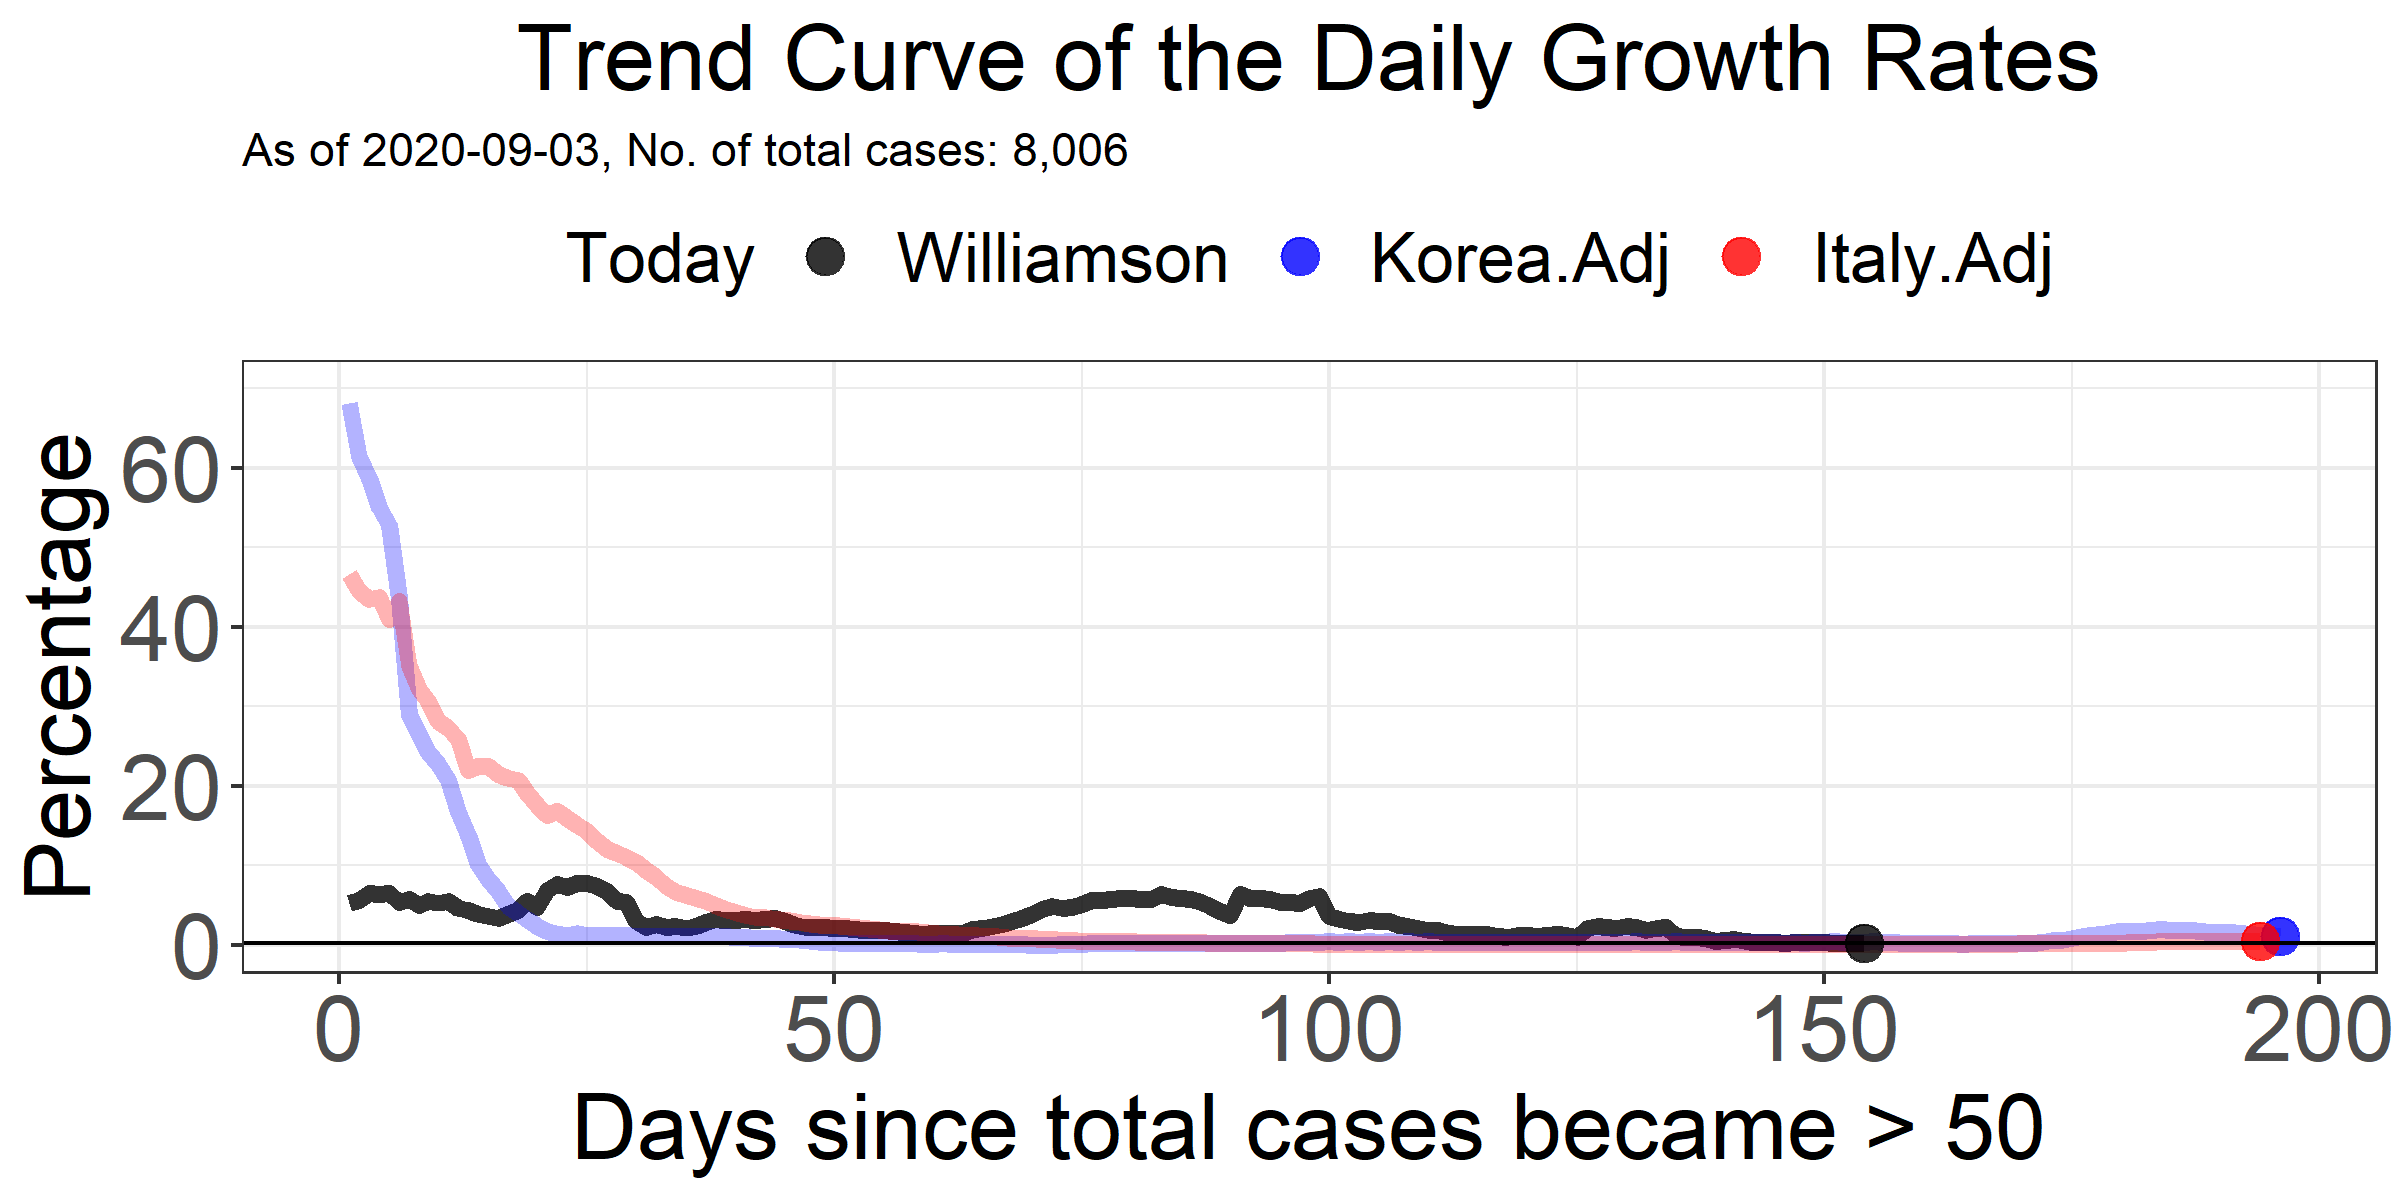 Trend Curve of the Daily Growth Rates
As of 2020-09-03, No. of total cases: 8,006
Today Williamson Korea.Adj Italy.Adj
Percentage
60
40
20
0
0 50 100 150 200
Days since total cases became > 50